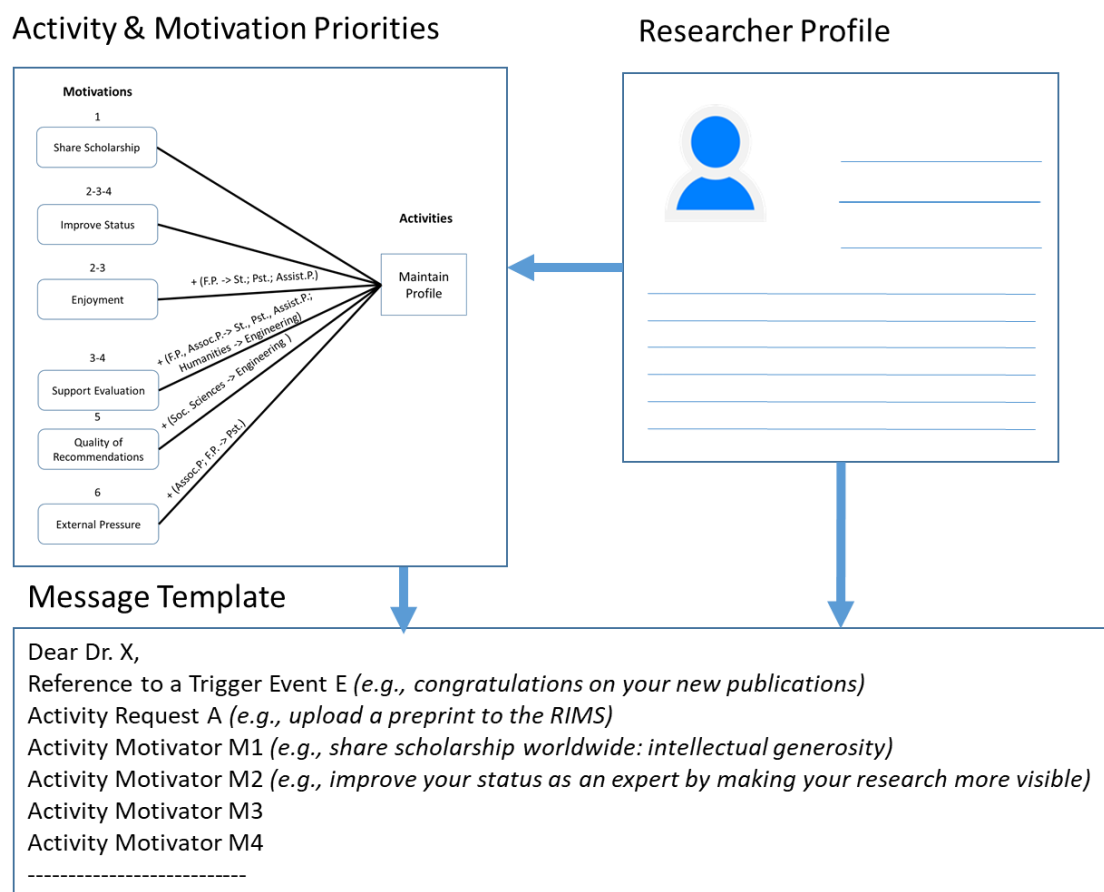 Activity & Motivation Priorities
Researcher Profile
Motivations
1
Share Scholarship
2-3-4
Improve Status
2-3
Enjoyment
3-4
Support Evaluation
5
Quality of
Recommendations
6
External Pressure
+ (F.P. -> St.; Pst.; Assist.P.)
+ (F.P., Assoc.P.-> St., Pst., Assist.P.;
Humanities -> Engineering)
+ (Soc. Sciences -> Engineering )
+ (Assoc.P; F.P. -> Pst.)
Activities
Maintain
Profile
Message Template
Dear Dr. X,
Reference to a Trigger Event E (e.g., congratulations on your new publications)
Activity Request A (e.g., upload a preprint to the RIMS)
Activity Motivator M1 (e.g., share scholarship worldwide: intellectual generosity)
Activity Motivator M2 (e.g., improve your status as an expert by making your research more visible)
Activity Motivator M3
Activity Motivator M4
---------------------------